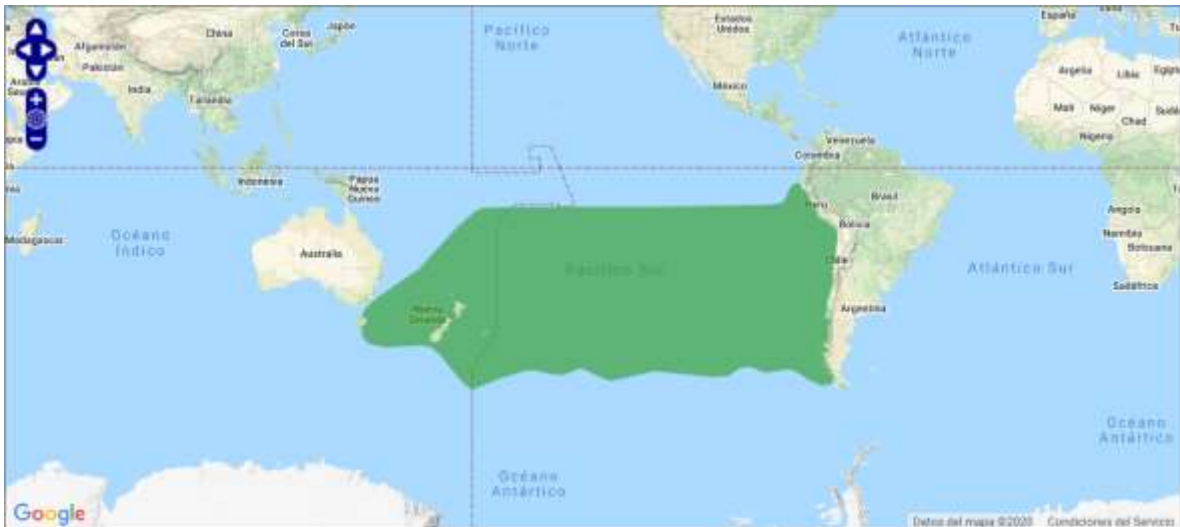 Pacífico
Norte
Estados
Unidos
Atlántico
Norte
España
China
Corea
del Sur
Japón
Afganistán
Pakistán
India
Tailandia
México
Argelia
Libia
Egipto
Malí
Níger
Chad
Nigeria
Venezuela
Colombia
Indonesia
Papúa
Nueva
Guinea
Perú
Brasil
Bolivia
Angola
Namibia
Botsuana
Madagascar
Océano
Índico
Australia
Pacífico Sur
Chile
Atlántico Sur
Sudáfrica
Nueva
Zelanda
Argentina
Océano
Antártico
Océano
Antártico
Google
Datos del mapa ©2020
Condiciones del Servicio